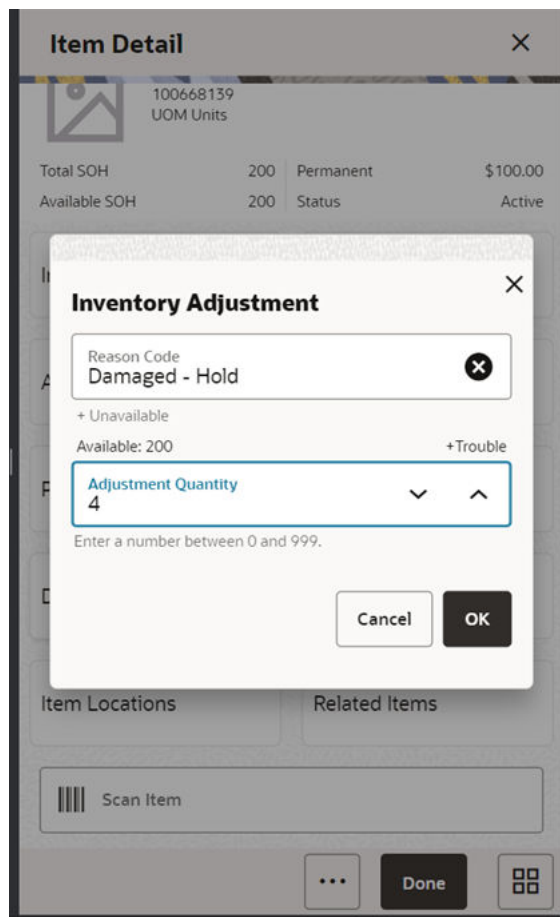 Item Detail
100668139
UOM Units
Total SOH 200 Permanent $100.00
Available SOH 200 Status Active
Inventory Adjustment
Reason Code
Damaged - Hold
+ Unavailable
Available: 200 +Trouble
Adjustment Quantity
4
Enter a number between 0 and 999.
Cancel OK
Item Locations Related Items
Scan Item
... Done